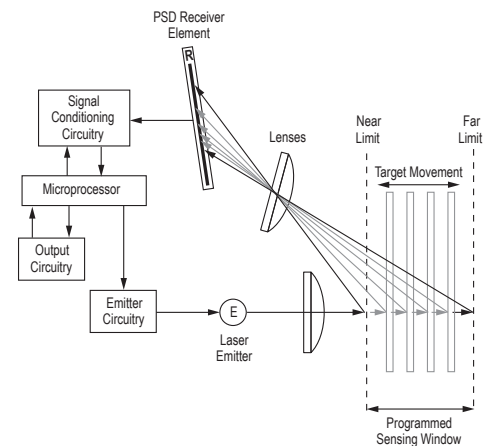 PSD Receiver
Element
R
Signal
Conditioning
Circuitry
Near
Limit
Far
Limit
Lenses
Target Movement
Microprocessor
Output
Circuitry
Emitter
Circuitry
E
Laser
Emitter
Programmed
Sensing Window